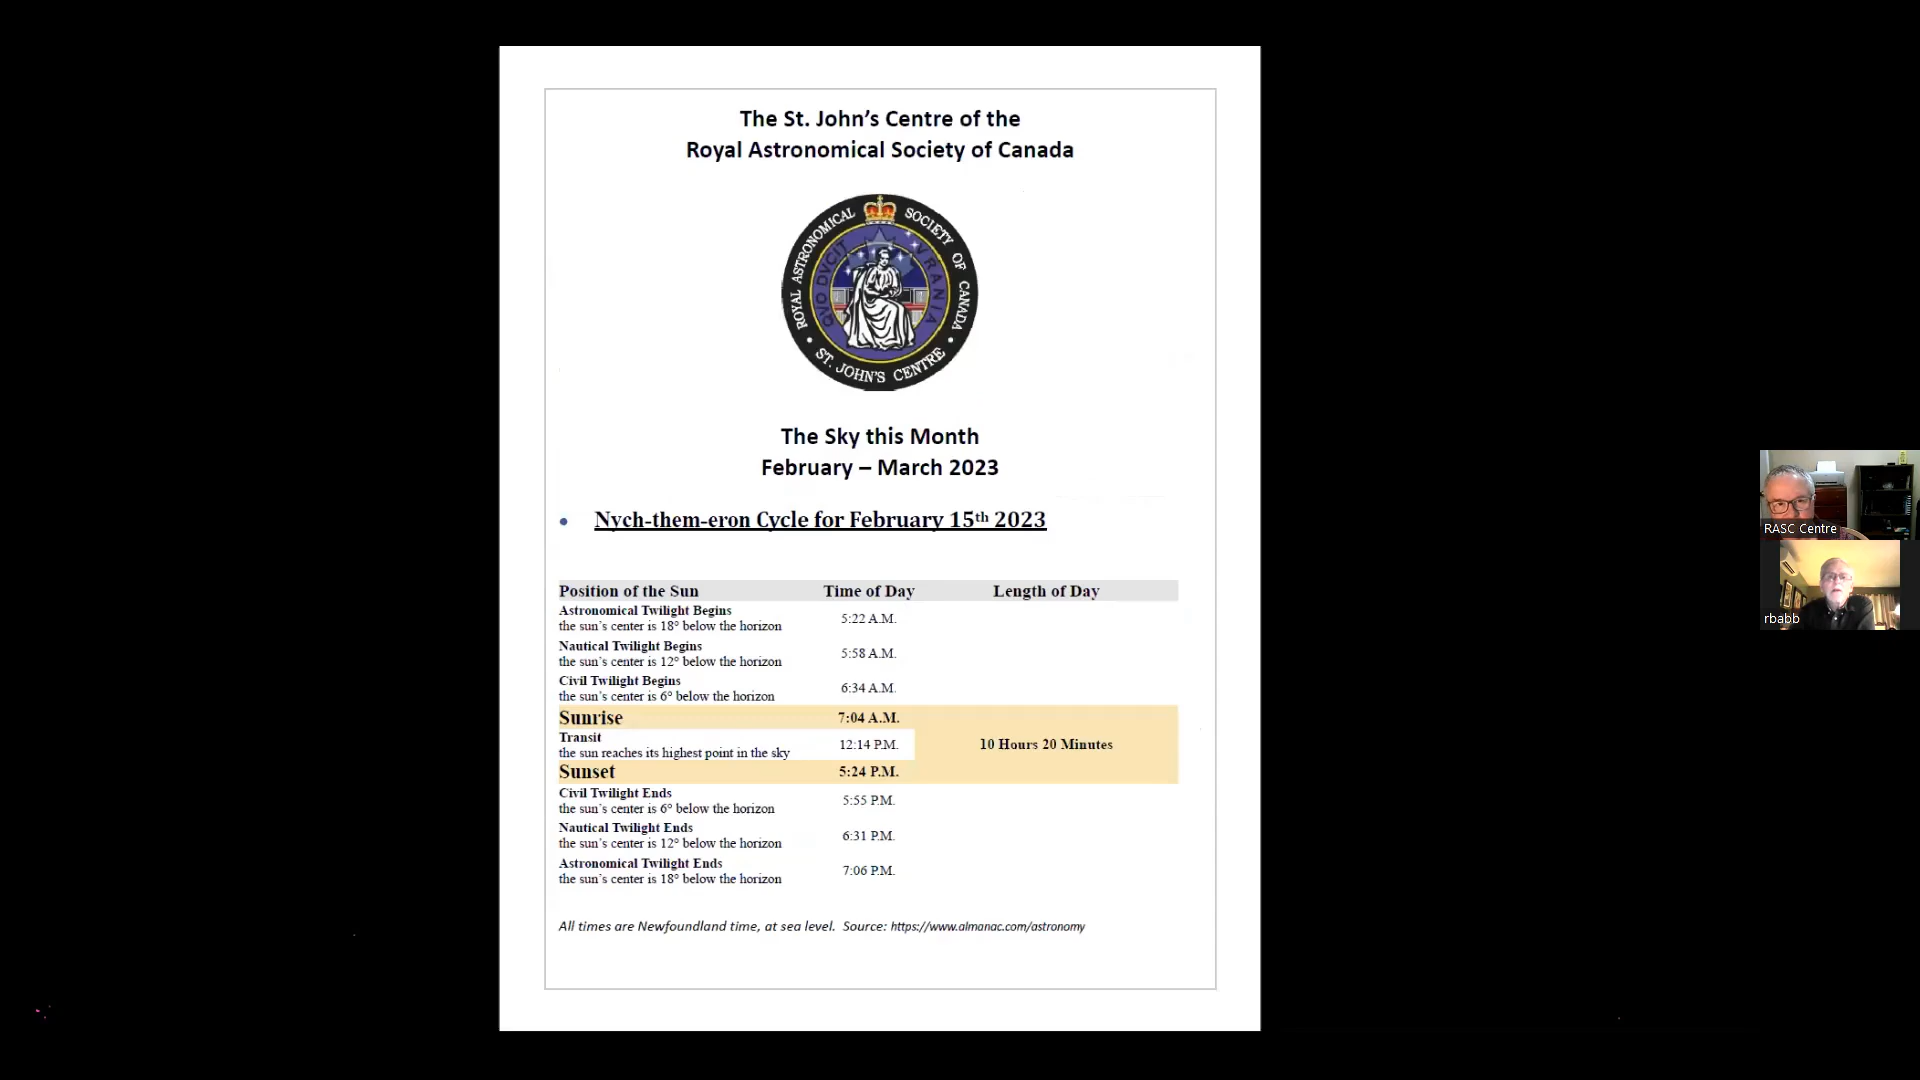 The St. John’s Centre of the
Royal Astronomical Society of Canada
ROYAL ASTRONOMICAL SOCIETY OF CANADA
QVO DVCIT VRANIA
• ST. JOHN'S CENTRE •
The Sky this Month
February – March 2023
• Nych-them-eron Cycle for February 15th 2023
Position of the Sun Time of Day Length of Day
Astronomical Twilight Begins
the sun's center is 18° below the horizon 5:22 A.M.
Nautical Twilight Begins
the sun's center is 12° below the horizon 5:58 A.M.
Civil Twilight Begins
the sun's center is 6° below the horizon 6:34 A.M.
Sunrise 7:04 A.M.
Transit
the sun reaches its highest point in the sky 12:14 P.M. 10 Hours 20 Minutes
Sunset 5:24 P.M.
Civil Twilight Ends
the sun's center is 6° below the horizon 5:55 P.M.
Nautical Twilight Ends
the sun's center is 12° below the horizon 6:31 P.M.
Astronomical Twilight Ends
the sun's center is 18° below the horizon 7:06 P.M.
All times are Newfoundland time, at sea level. Source: https://www.almanac.com/astronomy
RASC Centre
rbabb